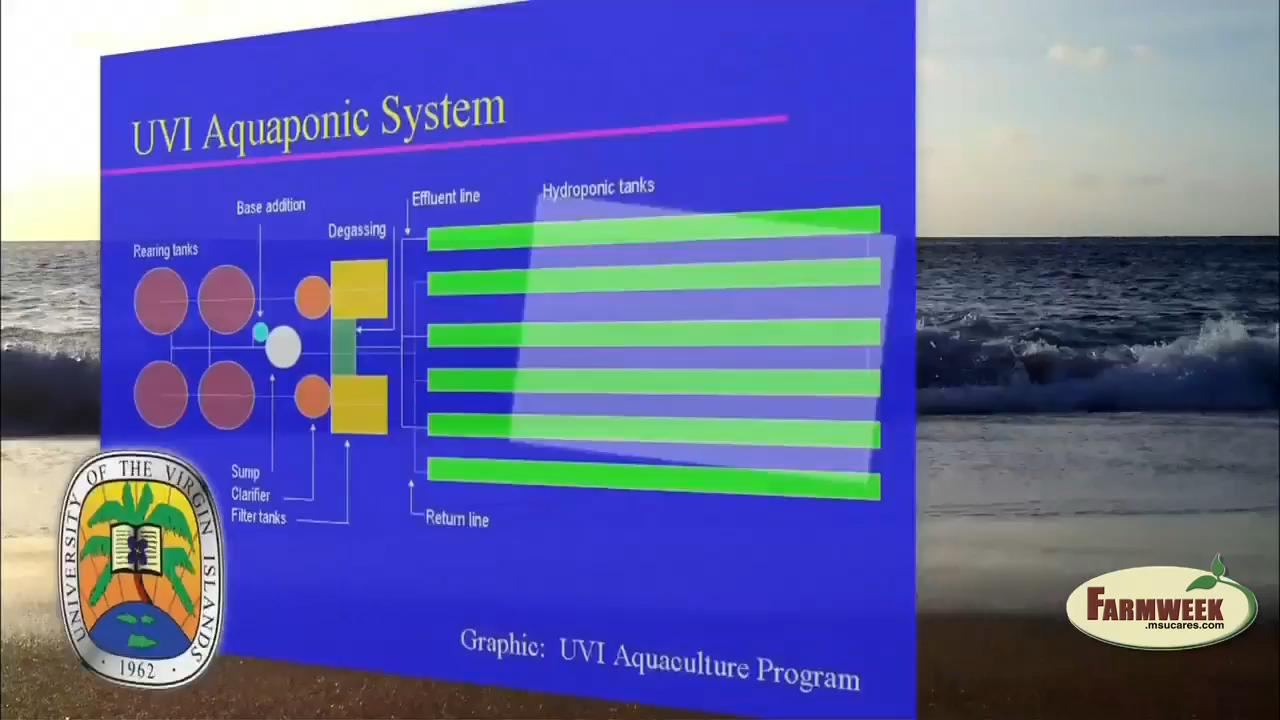 UVI Aquaponic System
Hydroponic tanks
Effluent line
Base addition
Degassing
Rearing tanks
Sump
Clarifier
Filter tanks
Return line
Graphic: UVI Aquaculture Program
UNIVERSITY OF THE VIRGIN ISLANDS
· 1962 ·
FARMWEEK
.msucares.com